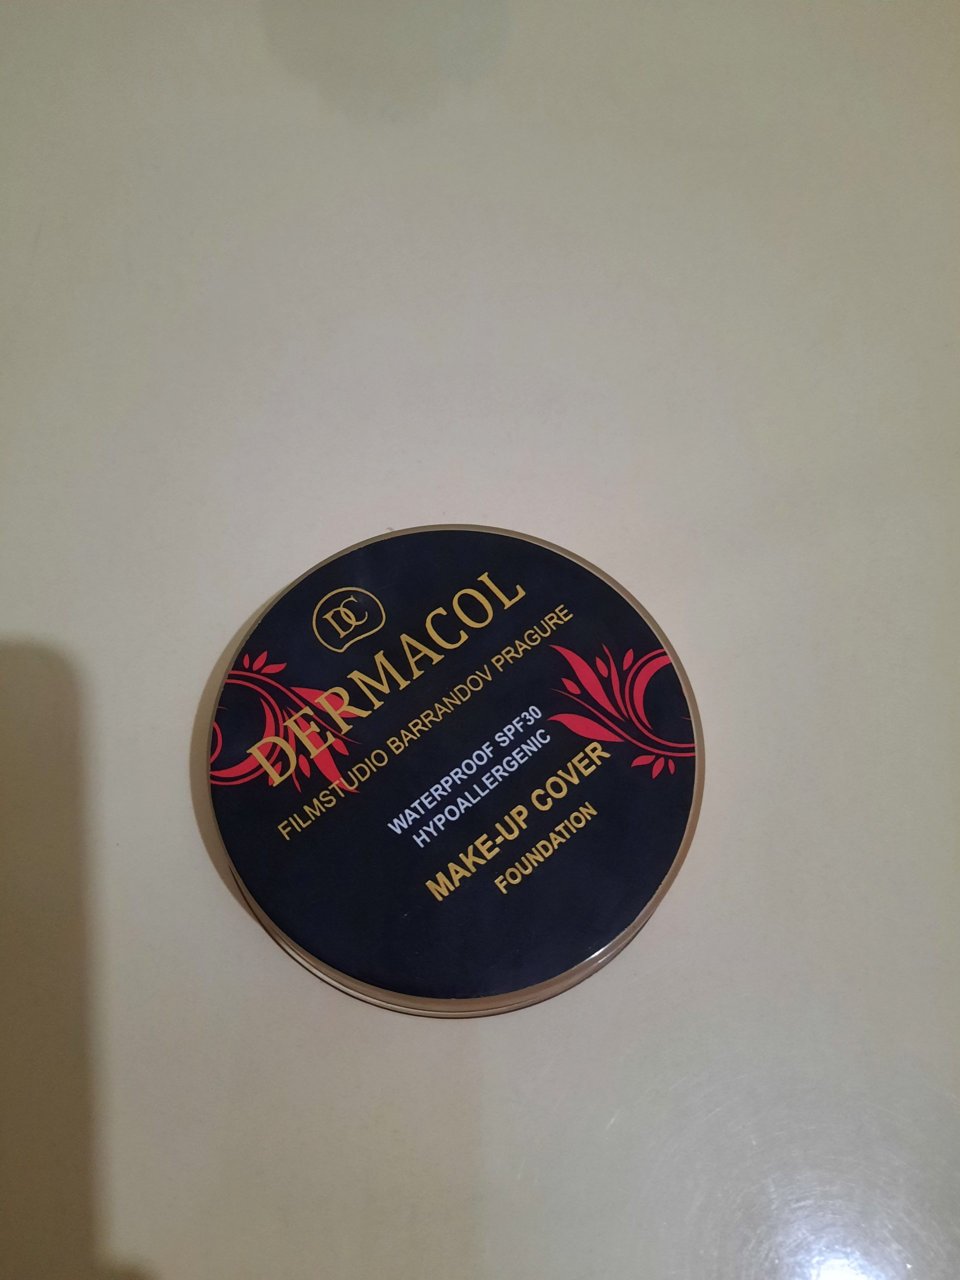 DC
DERMACOL
FILMSTUDIO BARRANDOV PRAGURE
WATERPROOF SPF30
HYPOALLERGENIC
MAKE-UP COVER
FOUNDATION